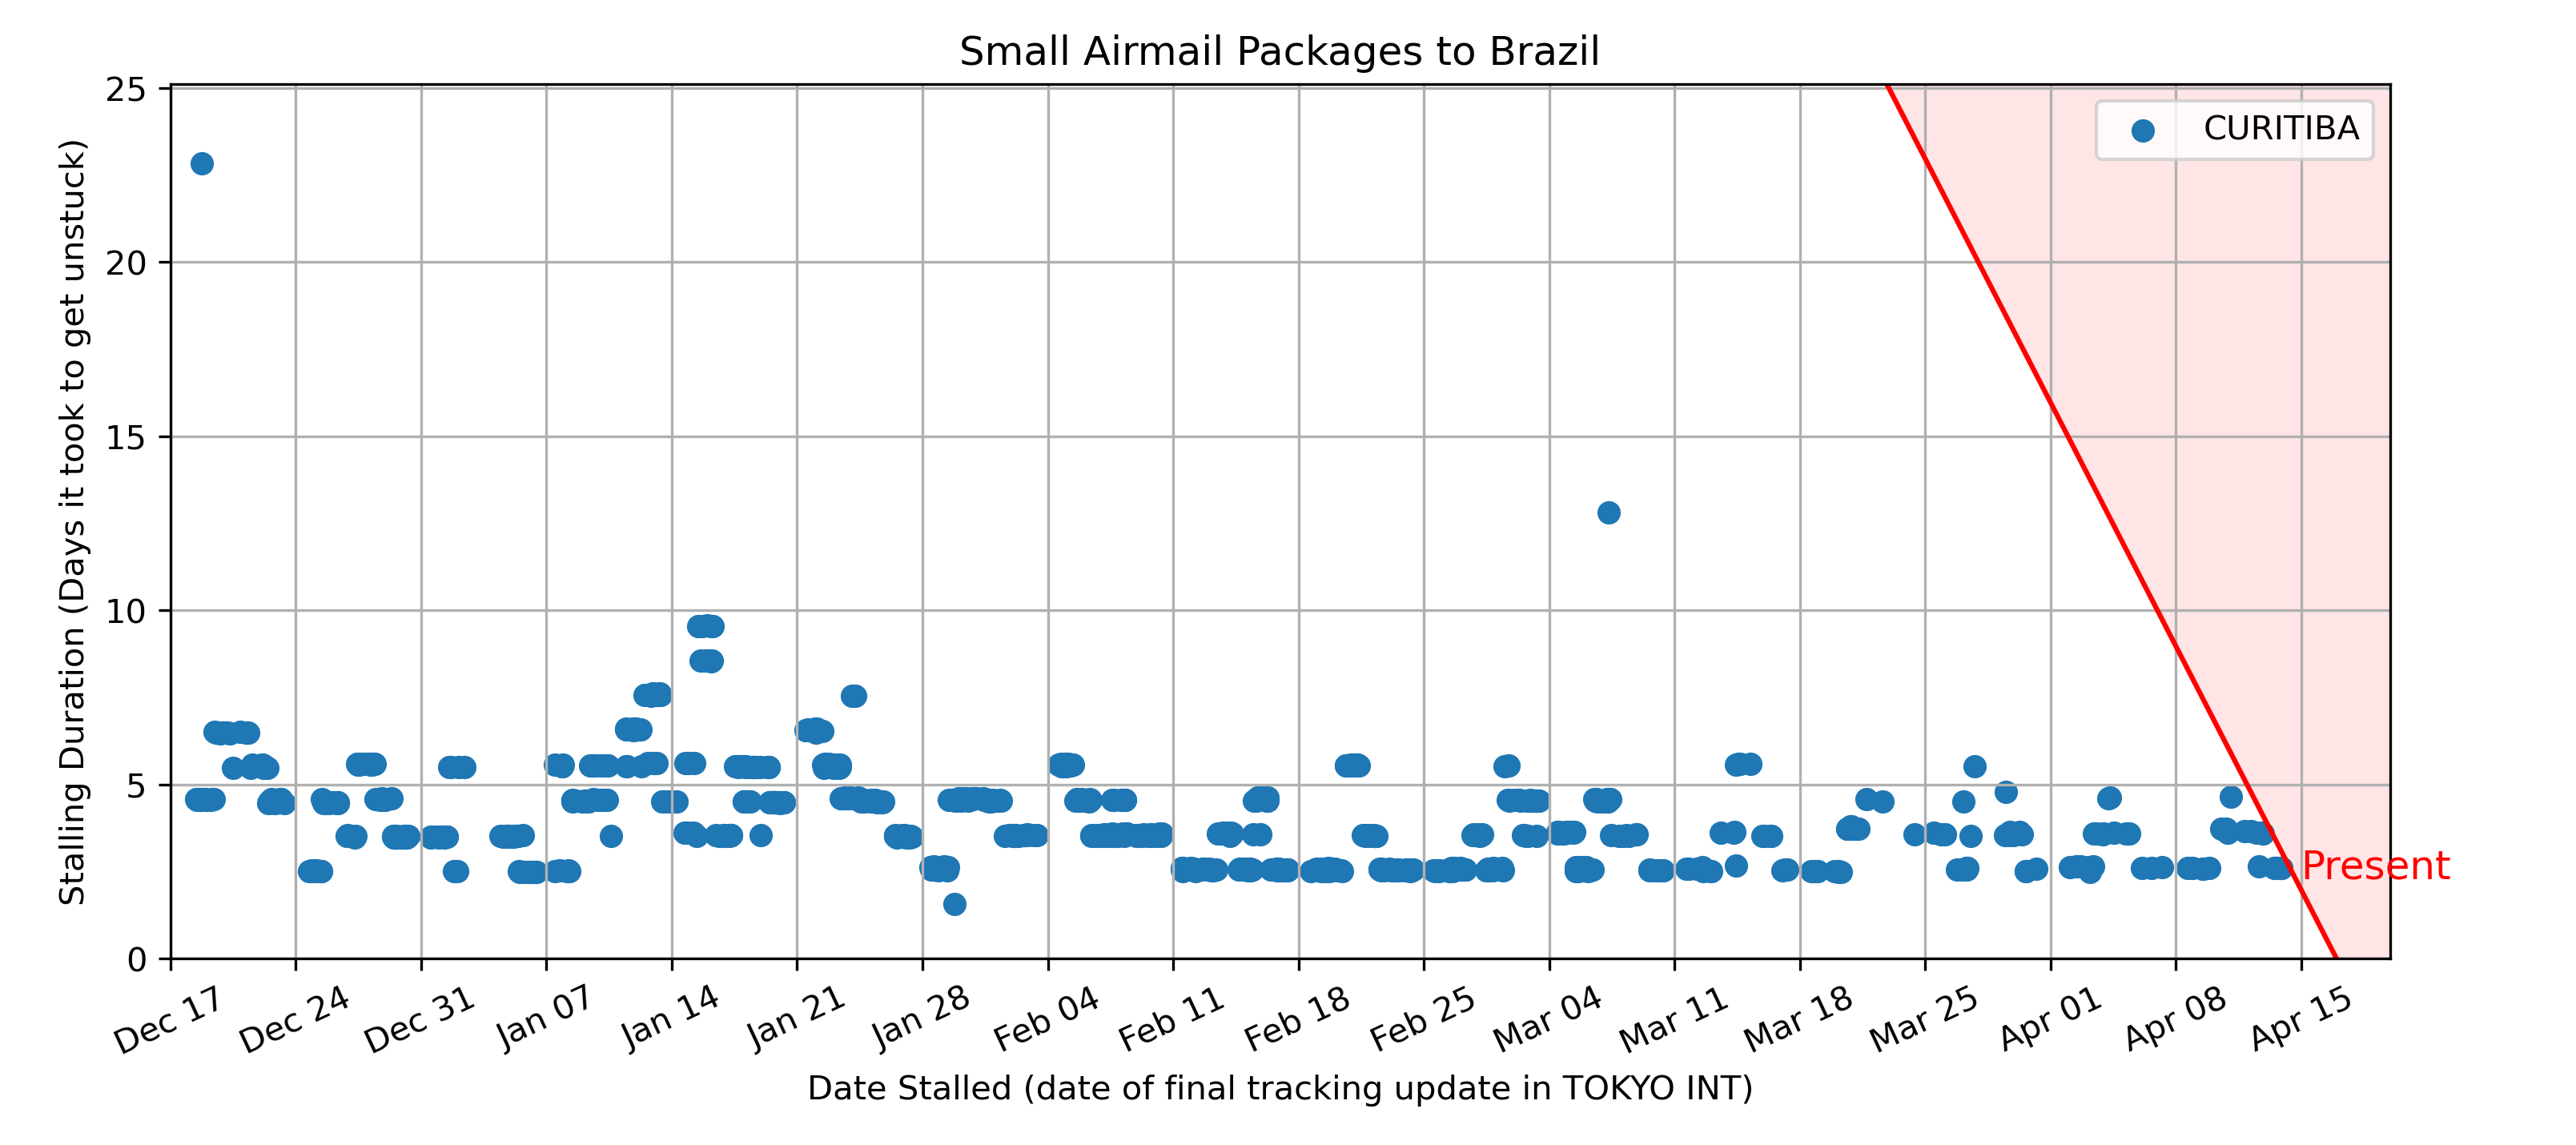 Small Airmail Packages to Brazil
CURITIBA
25
20
15
10
5
0
Stalling Duration (Days it took to get unstuck)
Present
Dec 17
Dec 24
Dec 31
Jan 07
Jan 14
Jan 21
Jan 28
Feb 04
Feb 11
Feb 18
Feb 25
Mar 04
Mar 11
Mar 18
Mar 25
Apr 01
Apr 08
Apr 15
Date Stalled (date of final tracking update in TOKYO INT)